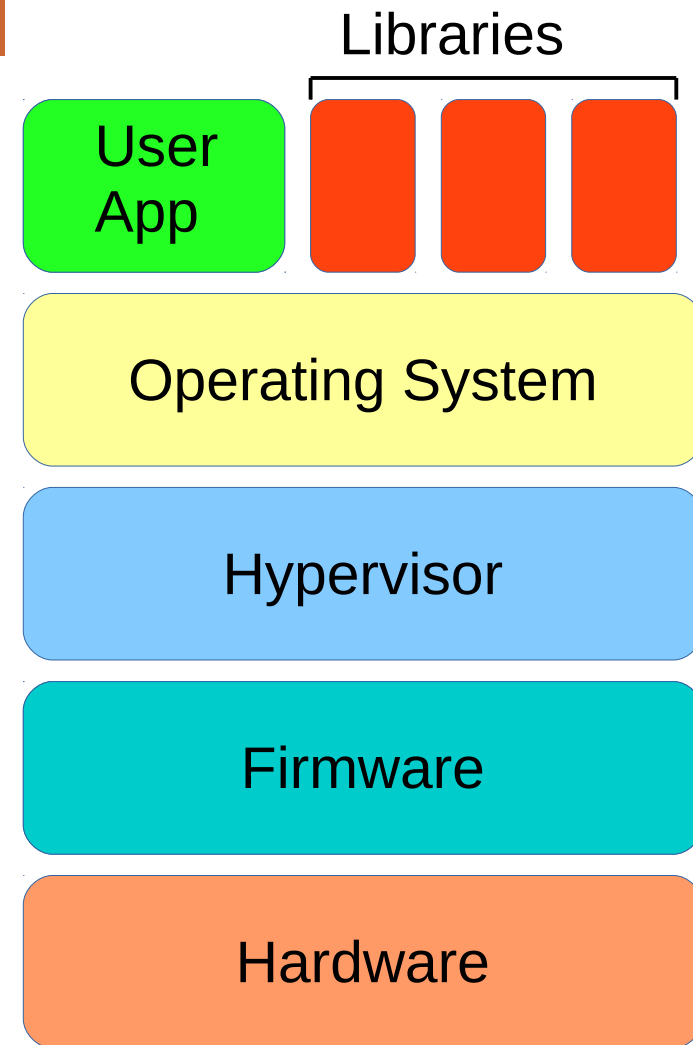 Libraries
User
App
Operating System
Hypervisor
Firmware
Hardware